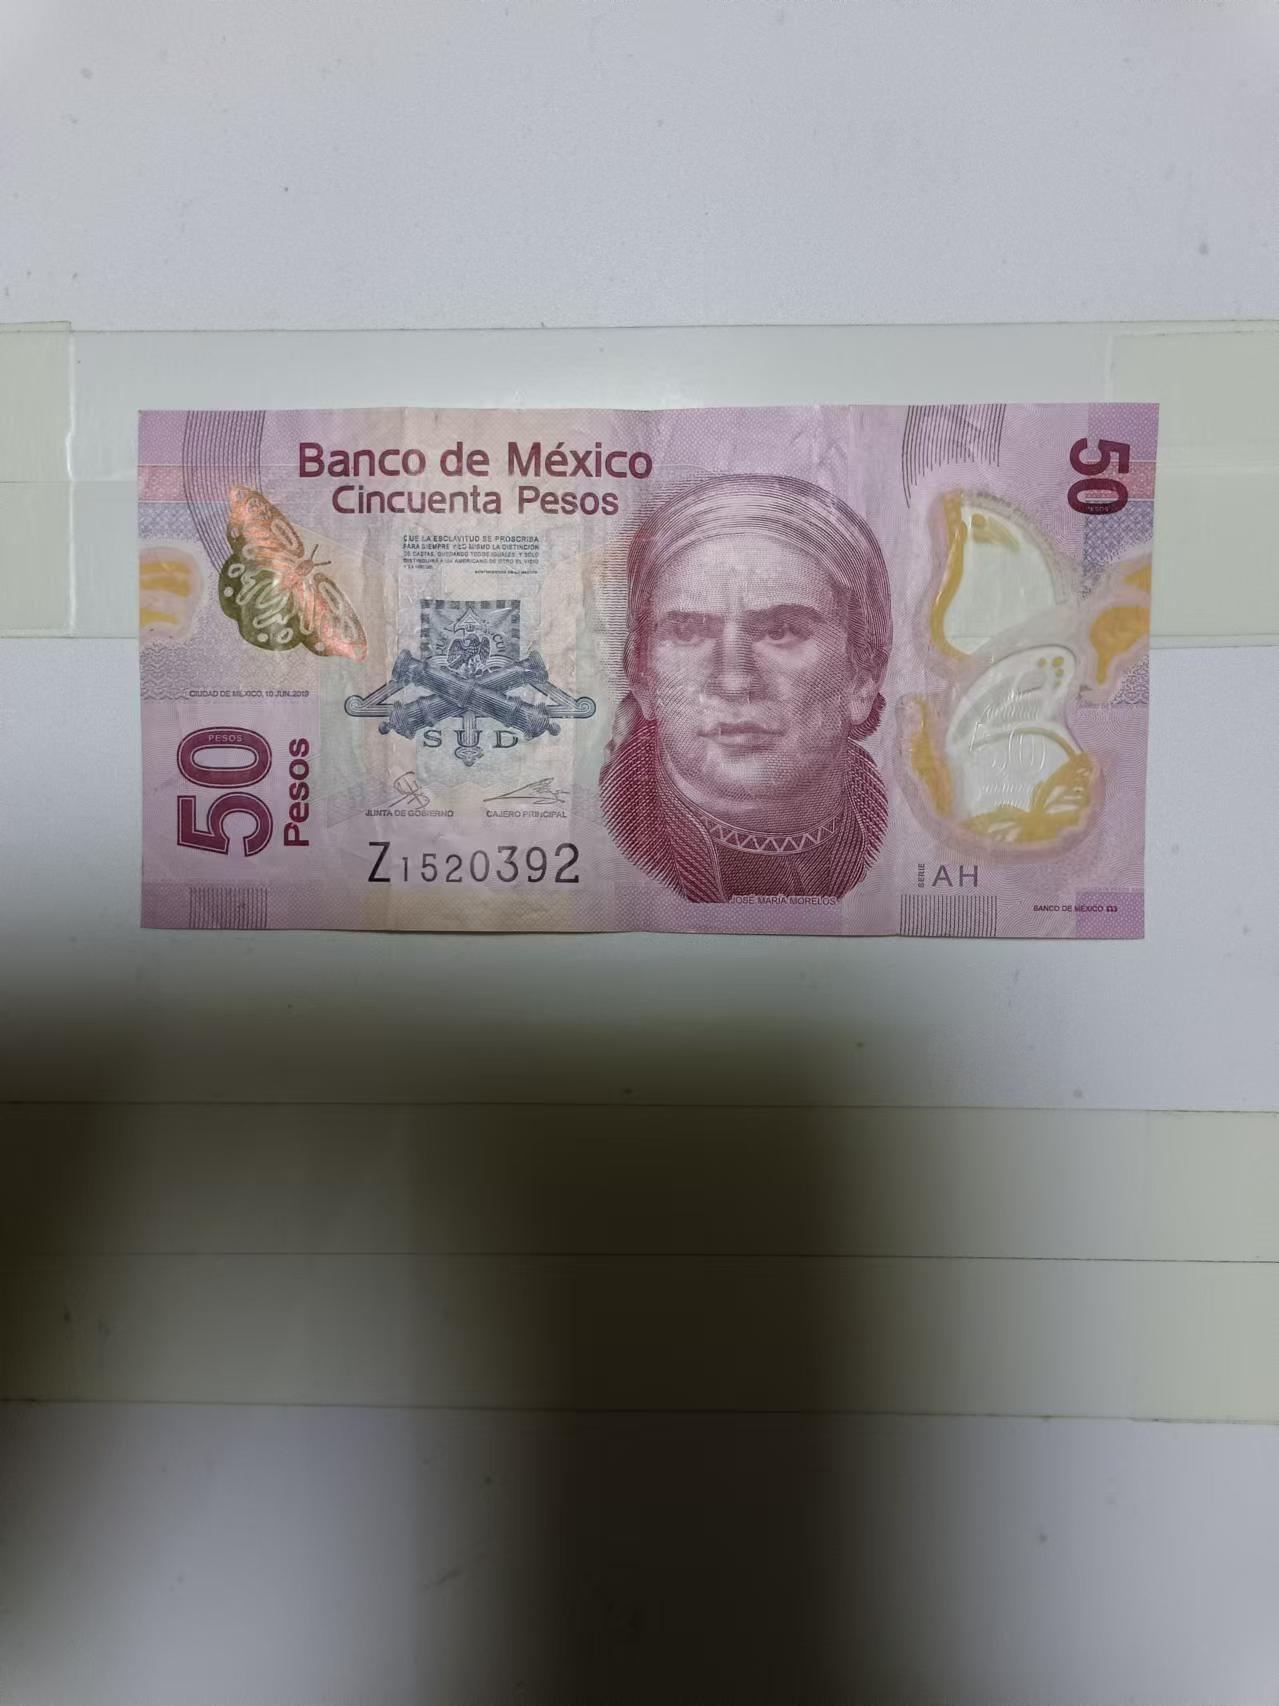 Banco de México
Cincuenta Pesos
50
PESOS
QUE LA ESCLAVITUD SE PROSCRIBA
PARA SIEMPRE Y LO MISMO LA DISTINCIÓN
DE CASTAS, QUEDANDO TODOS IGUALES, Y SOLO
DISTINGUIRÁ A UN AMERICANO DE OTRO EL VICIO
Y LA VIRTUD.
CIUDAD DE MÉXICO, 10 JUN. 2019
SUD
50
PESOS
Pesos
50
JUNTA DE GOBIERNO
CAJERO PRINCIPAL
Z1520392
JOSÉ MARÍA MORELOS
SERIE
AH
BANCO DE MÉXICO